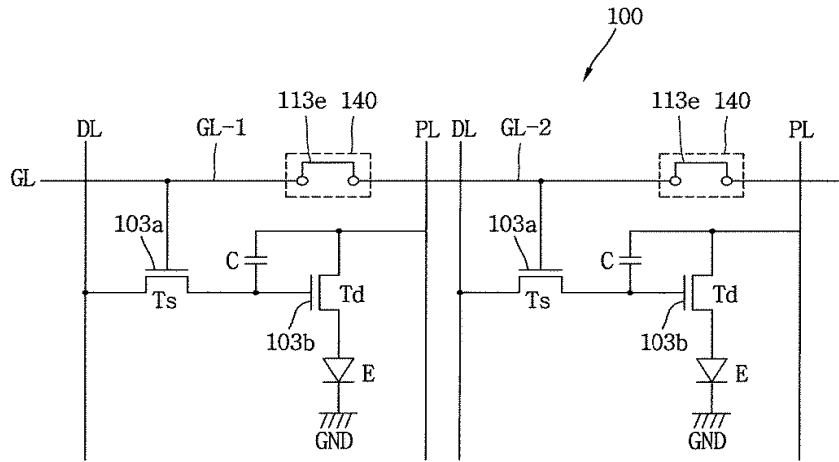 100
113e 140 113e 140
DL GL-1 PL DL GL-2 PL
GL
103a 103a
C C
Ts Td Ts Td
103b 103b
E E
GND GND